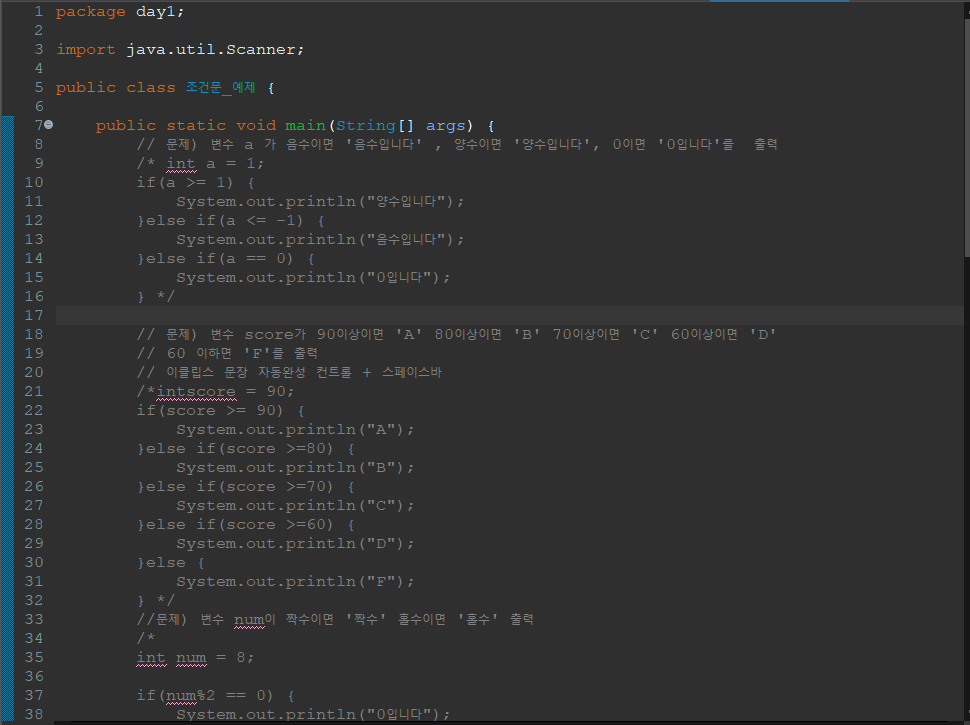 1 package day1;
2
3 import java.util.Scanner;
4
5 public class 조건문_예제 {
6
7 public static void main(String[] args) {
8 // 문제) 변수 a 가 음수이면 '음수입니다' , 양수이면 '양수입니다', 0이면 '0입니다'를  출력
9 /* int a = 1;
10 if(a >= 1) {
11 System.out.println("양수입니다");
12 }else if(a <= -1) {
13 System.out.println("음수입니다");
14 }else if(a == 0) {
15 System.out.println("0입니다");
16 } */
17
18 // 문제) 변수 score가 90이상이면 'A' 80이상이면 'B' 70이상이면 'C' 60이상이면 'D'
19 // 60 이하면 'F'를 출력
20 // 이클립스 문장 자동완성 컨트롤 + 스페이스바
21 /*intscore = 90;
22 if(score >= 90) {
23 System.out.println("A");
24 }else if(score >=80) {
25 System.out.println("B");
26 }else if(score >=70) {
27 System.out.println("C");
28 }else if(score >=60) {
29 System.out.println("D");
30 }else {
31 System.out.println("F");
32 } */
33 //문제) 변수 num이 짝수이면 '짝수' 홀수이면 '홀수' 출력
34 /*
35 int num = 8;
36
37 if(num%2 == 0) {
38 System.out.println("0입니다");